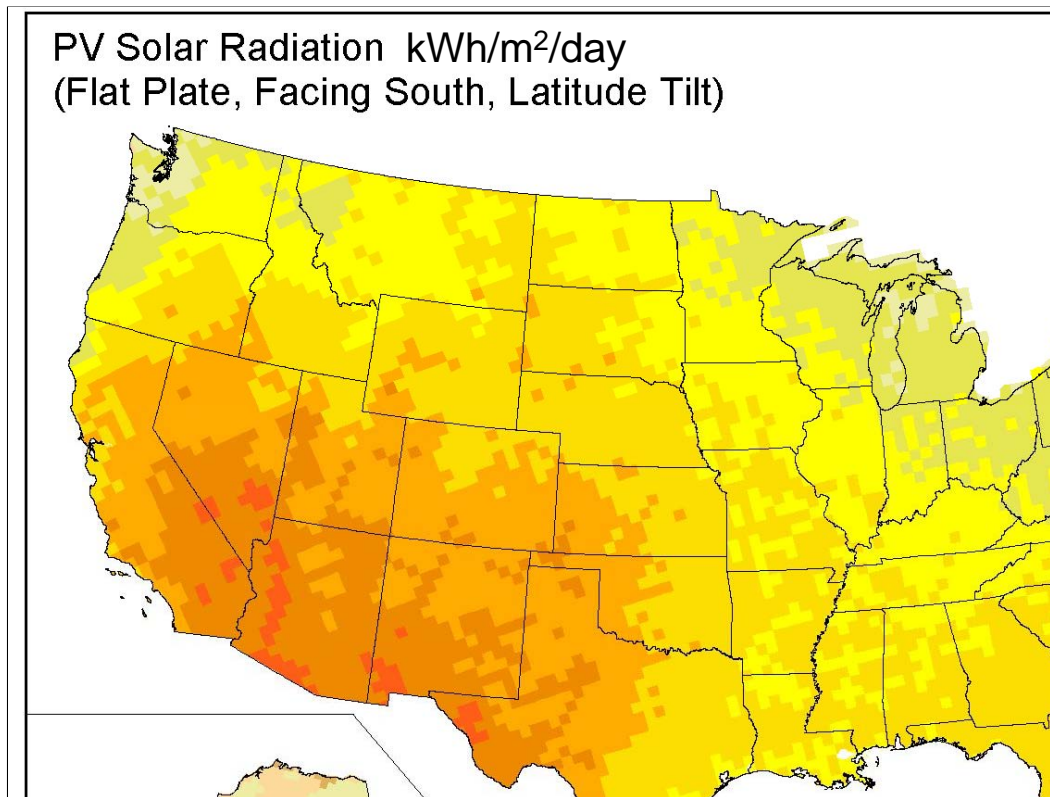 PV Solar Radiation kWh/m²/day
(Flat Plate, Facing South, Latitude Tilt)